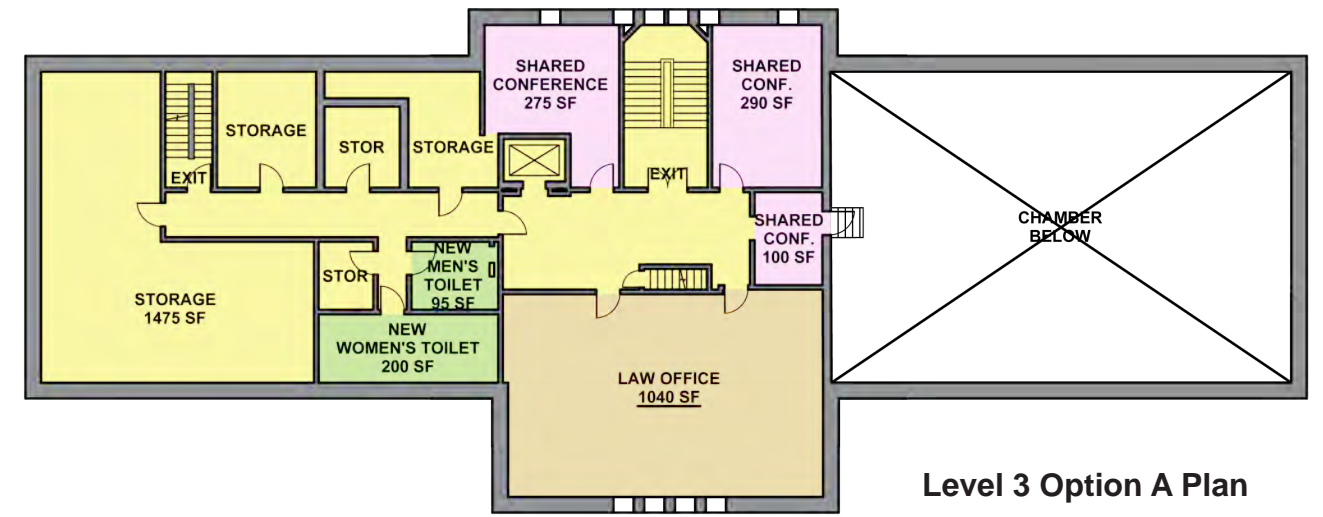 SHARED
CONFERENCE
275 SF
SHARED
CONF.
290 SF
STORAGE
STOR
STORAGE
EXIT
EXIT
SHARED
CONF.
100 SF
CHAMBER
BELOW
STORAGE
1475 SF
STOR
NEW
MEN'S
TOILET
95 SF
NEW
WOMEN'S TOILET
200 SF
LAW OFFICE
1040 SF
Level 3 Option A Plan